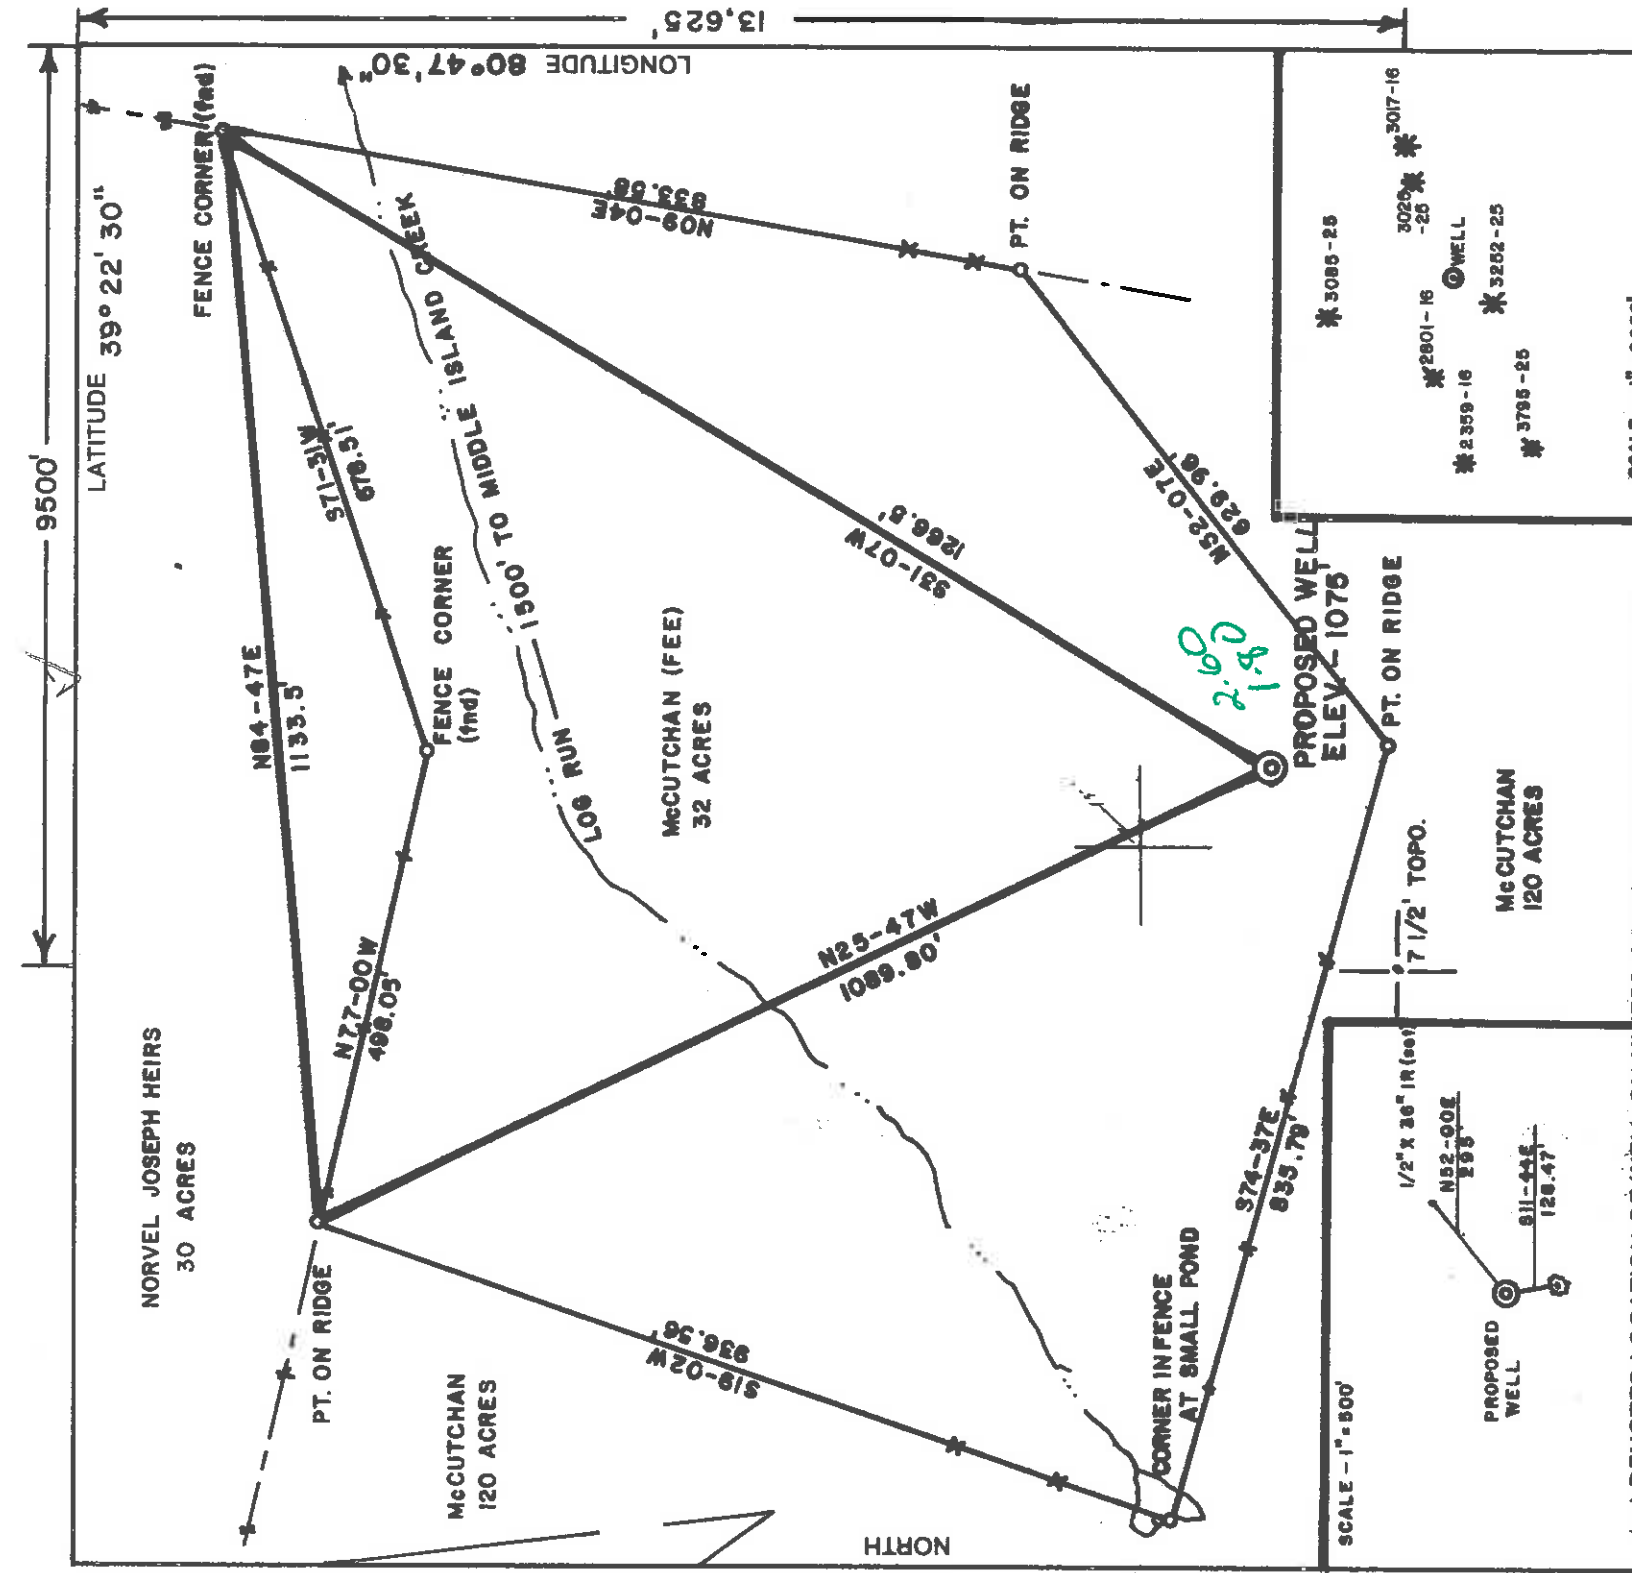 13,625'
9500'
LATITUDE 39° 22' 30"
LONGITUDE 80° 47' 30"
FENCE CORNER (fnd)
N84-47E
1133.5'
S71-31W
678.51'
FENCE CORNER
(fnd)
N77-00W
498.05'
NORVEL JOSEPH HEIRS
30 ACRES
PT. ON RIDGE
McCUTCHAN
120 ACRES
S19-02W
936.56'
LOG RUN 1500' TO MIDDLE ISLAND CREEK
McCUTCHAN (FEE)
32 ACRES
N09-04E
833.58'
PT. ON RIDGE
S31-07W
1266.5'
N52-07E
629.96'
N25-47W
1089.80'
2.60
1.80
PROPOSED WELL
ELEV. - 1075'
PT. ON RIDGE
CORNER IN FENCE
AT SMALL POND
S74-37E
835.79'
7 1/2' TOPO.
McCUTCHAN
120 ACRES
NORTH
SCALE - 1" = 500'
PROPOSED
WELL
1/2" X 36" IR (set)
N52-00E
295'
S11-44E
128.47'
3085-25
3025
-25
3017-16
WELL
2801-16
3252-25
2359-16
3795-25